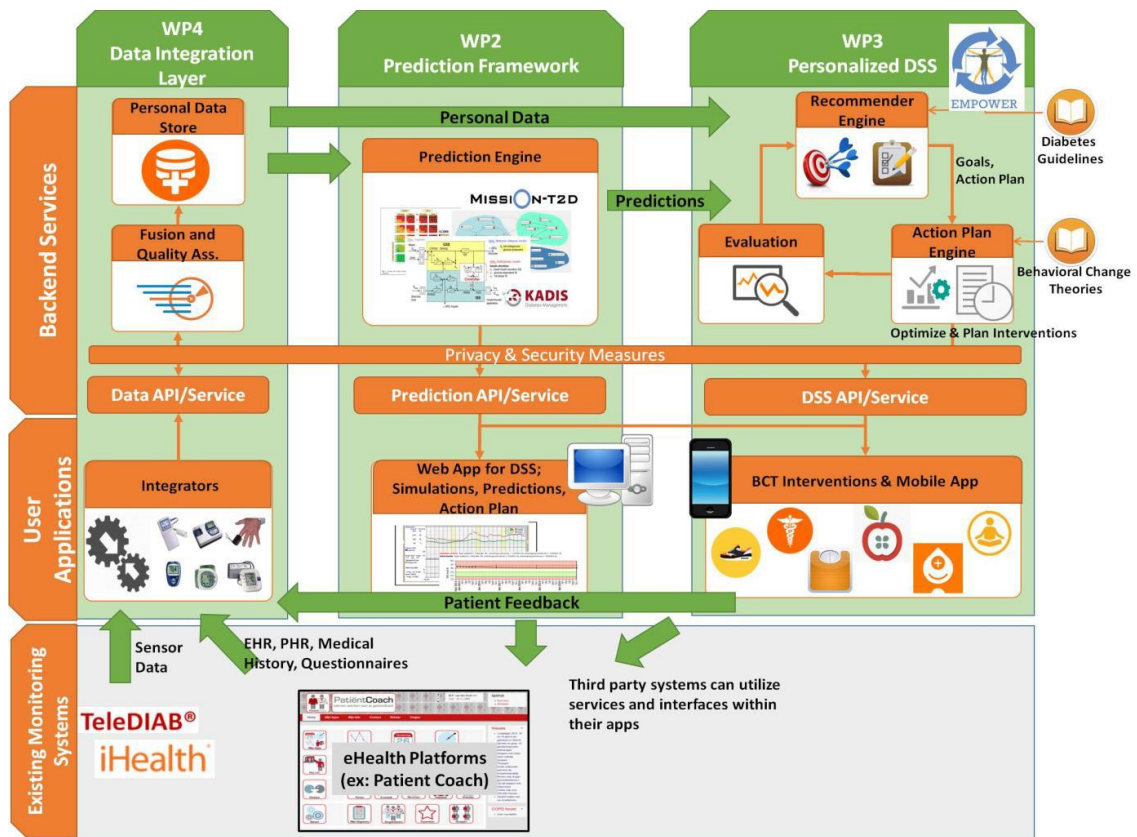 WP4
Data Integration
Layer
WP2
Prediction Framework
WP3
Personalized DSS
EMPOWER
Backend Services
Personal Data
Store
Personal Data
Recommender
Engine
Diabetes
Guidelines
Prediction Engine
MISSION-T2D
Predictions
Goals,
Action Plan
Fusion and
Quality Ass.
Evaluation
Action Plan
Engine
Behavioral Change
Theories
KADIS
Optimize & Plan Interventions
Privacy & Security Measures
Data API/Service
Prediction API/Service
DSS API/Service
User
Applications
Integrators
Web App for DSS;
Simulations, Predictions,
Action Plan
BCT Interventions & Mobile App
Patient Feedback
Existing Monitoring
Systems
Sensor
Data
EHR, PHR, Medical
History, Questionnaires
TeleDIAB®
iHealth
PatiëntCoach
eHealth Platforms
(ex: Patient Coach)
Third party systems can utilize
services and interfaces within
their apps